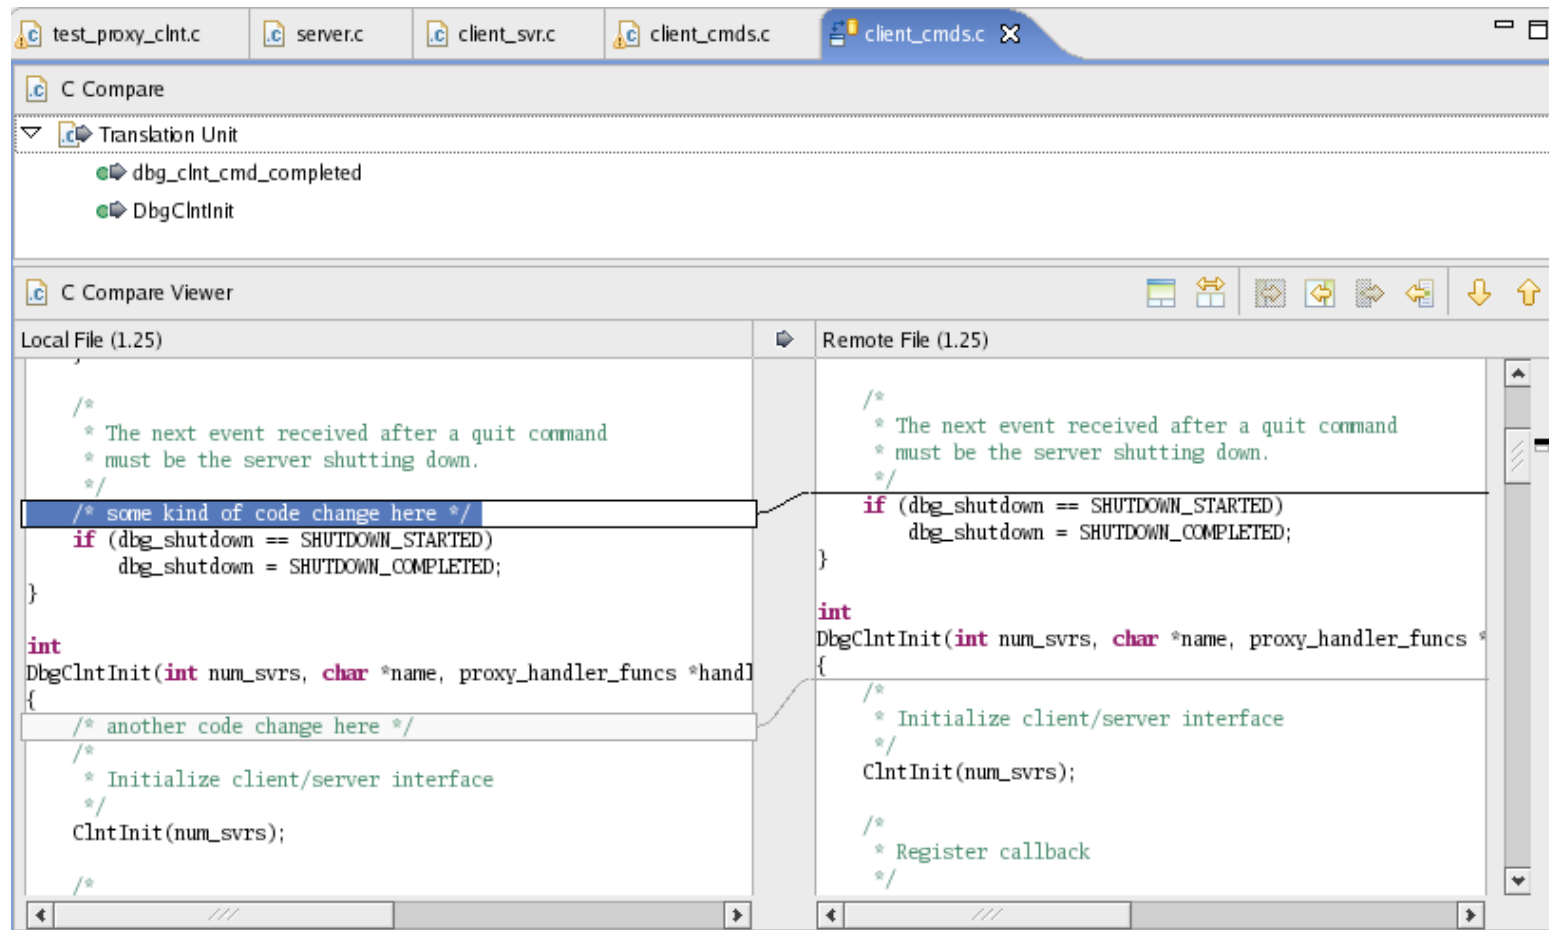 test_proxy_clnt.c
server.c
client_svr.c
client_cmds.c
client_cmds.c
C Compare
Translation Unit
dbg_clnt_cmd_completed
DbgClntInit
C Compare Viewer
Local File (1.25)
Remote File (1.25)
/*
* The next event received after a quit command
* must be the server shutting down.
*/
/* some kind of code change here */
if (dbg_shutdown == SHUTDOWN_STARTED)
dbg_shutdown = SHUTDOWN_COMPLETED;
}
int
DbgClntInit(int num_svrs, char *name, proxy_handler_funcs *handl
{
/* another code change here */
/*
* Initialize client/server interface
*/
ClntInit(num_svrs);
/*
/*
* The next event received after a quit command
* must be the server shutting down.
*/
if (dbg_shutdown == SHUTDOWN_STARTED)
dbg_shutdown = SHUTDOWN_COMPLETED;
}
int
DbgClntInit(int num_svrs, char *name, proxy_handler_funcs *
{
/*
* Initialize client/server interface
*/
ClntInit(num_svrs);
/*
* Register callback
*/